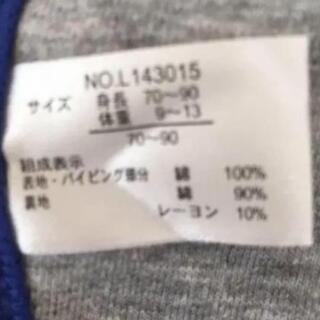 NO.L143015
サイズ 身長 70〜90
体重 9〜13
70〜90
組成表示
表地・パイピング部分 綿 100%
裏地 綿 90%
レーヨン 10%